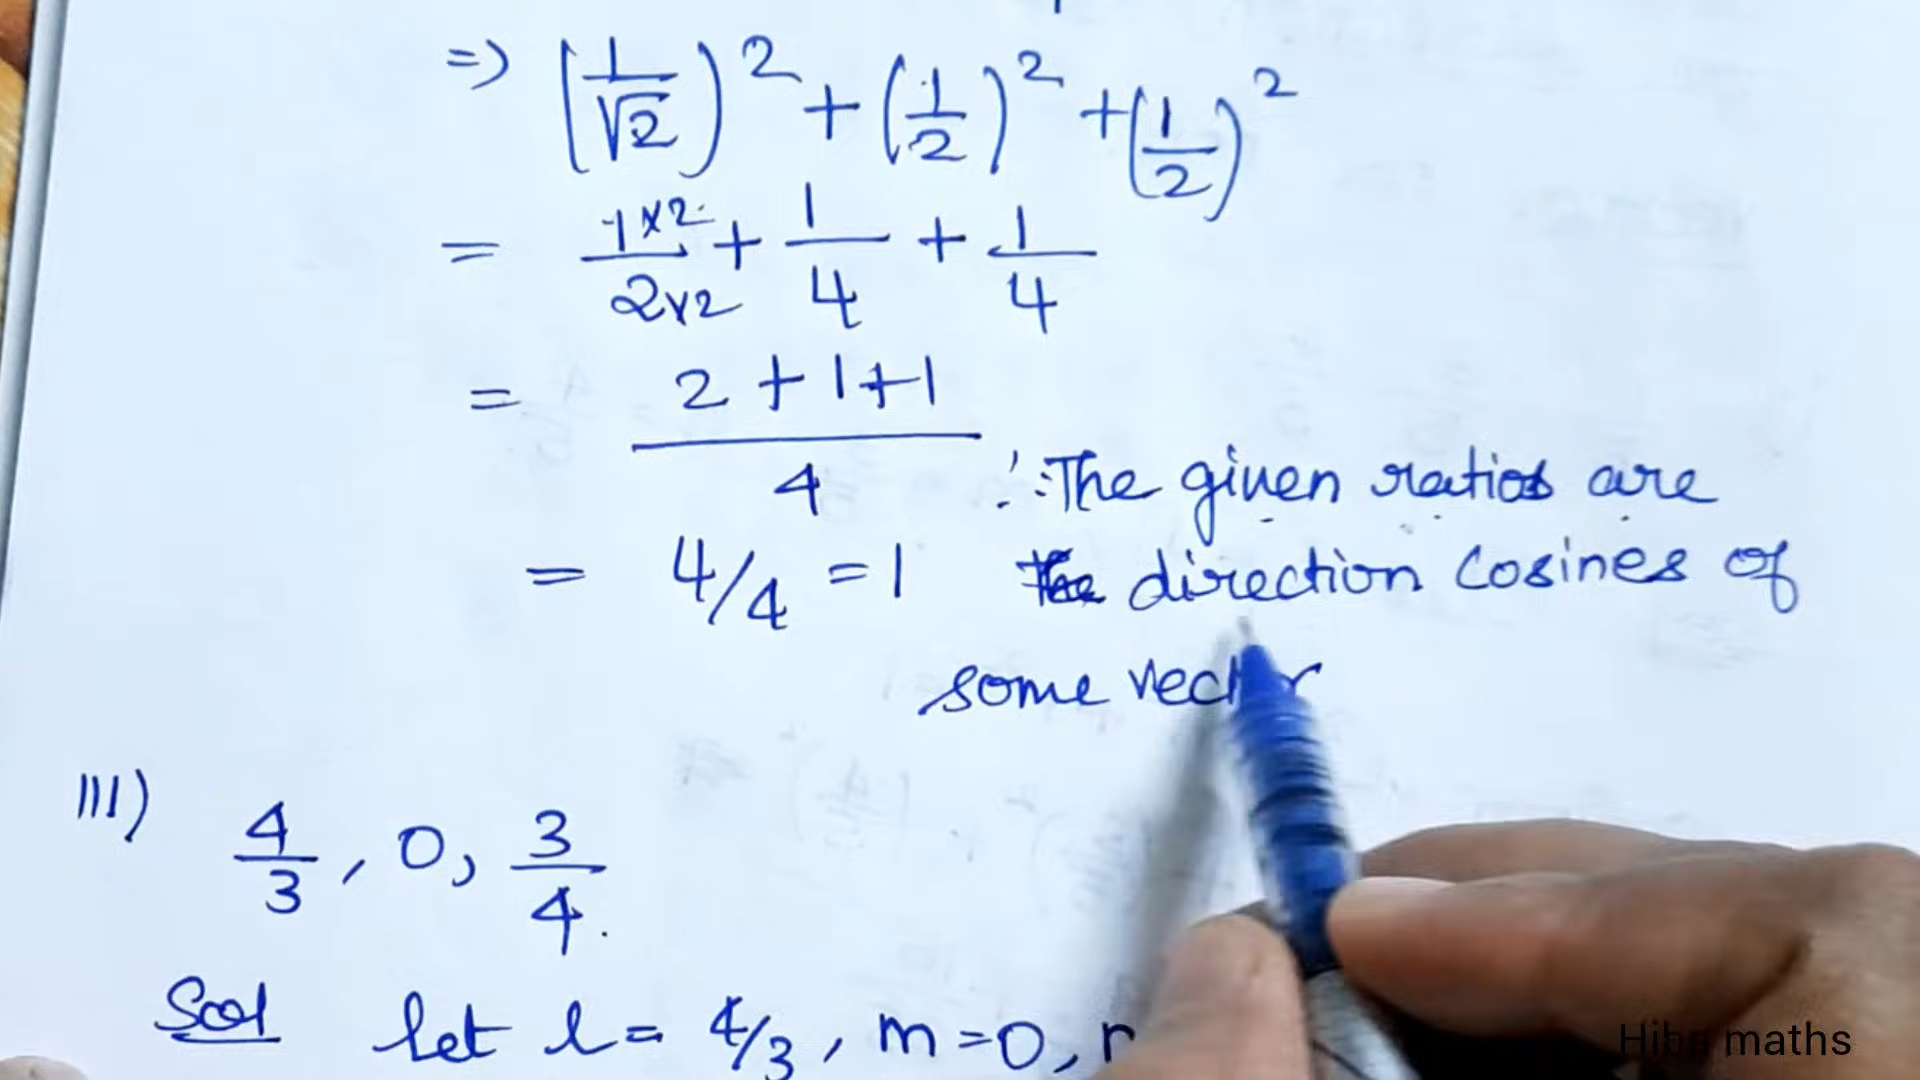 =) (1/√2)² + (1/2)² + (1/2)²
= 1×2/2×2 + 1/4 + 1/4
= 2+1+1/4
∴ The given ratios are
= 4/4 = 1 the direction cosines of
some vector
III) 4/3, 0, 3/4.
Sol let l = 4/3, m = 0,
maths